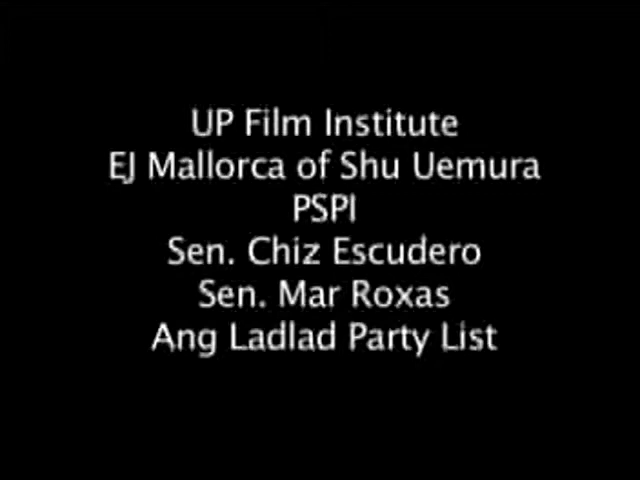 UP Film Institute
EJ Mallorca of Shu Uemura
PSPI
Sen. Chiz Escudero
Sen. Mar Roxas
Ang Ladlad Party List